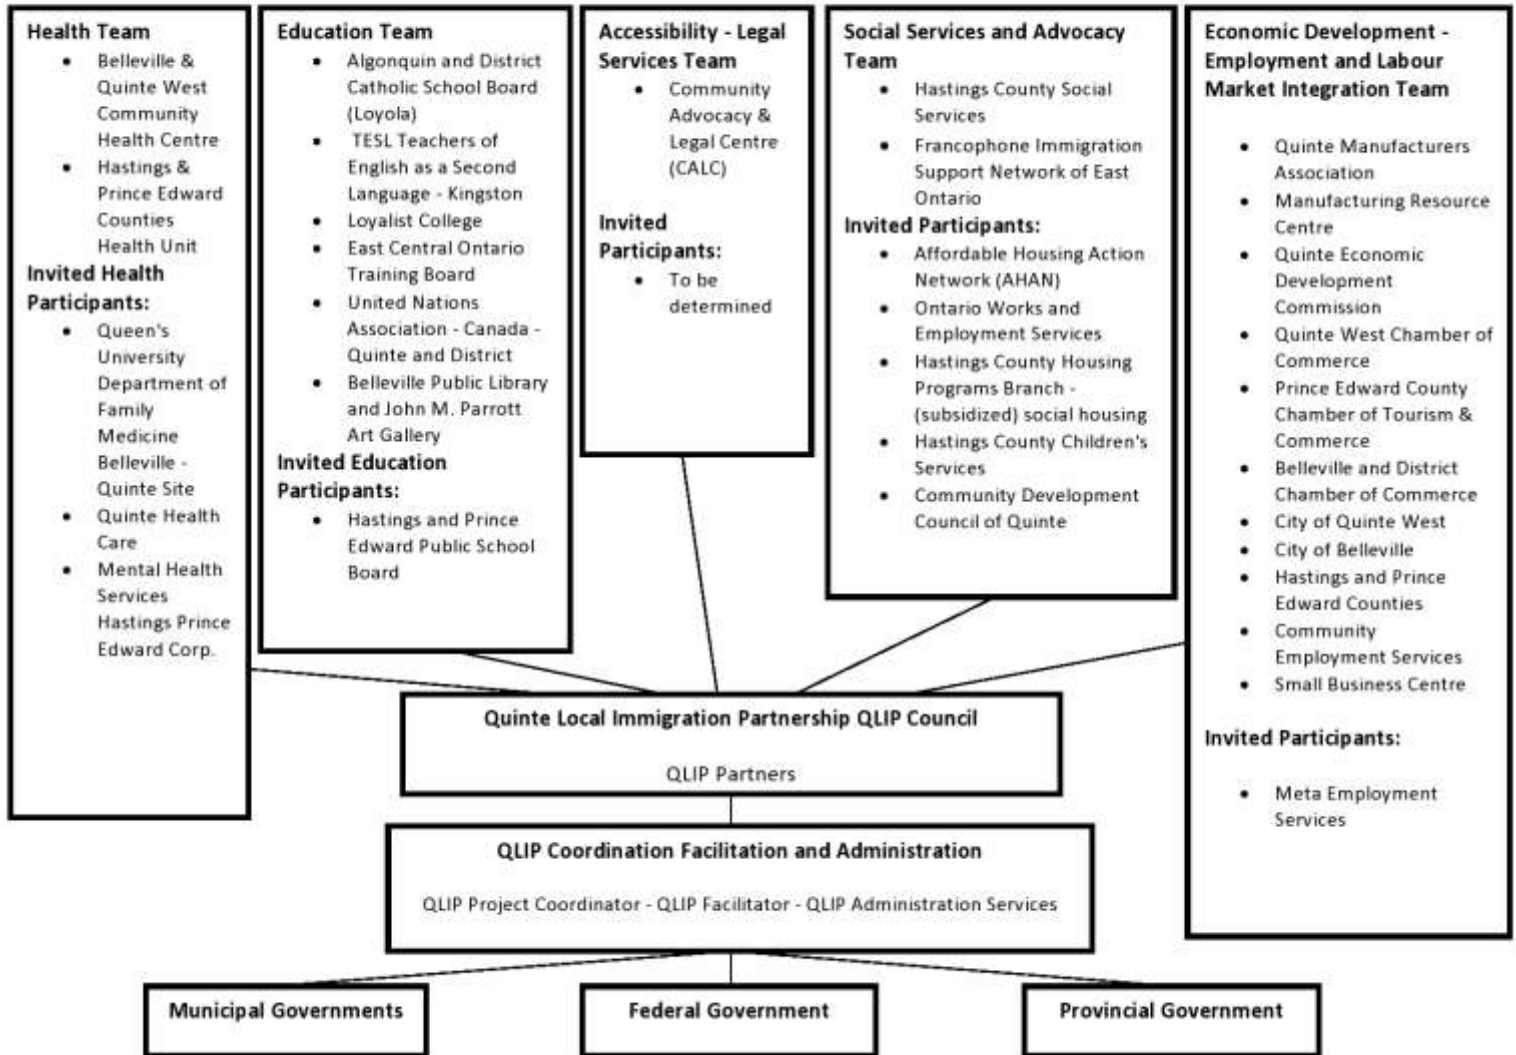 Health Team
• Belleville &
Quinte West
Community
Health Centre
• Hastings &
Prince Edward
Counties
Health Unit
Invited Health
Participants:
• Queen's
University
Department of
Family
Medicine
Belleville -
Quinte Site
• Quinte Health
Care
• Mental Health
Services
Hastings Prince
Edward Corp.
Education Team
• Algonquin and District
Catholic School Board
(Loyola)
• TESL Teachers of
English as a Second
Language - Kingston
• Loyalist College
• East Central Ontario
Training Board
• United Nations
Association - Canada -
Quinte and District
• Belleville Public Library
and John M. Parrott
Art Gallery
Invited Education
Participants:
• Hastings and Prince
Edward Public School
Board
Accessibility - Legal
Services Team
• Community
Advocacy &
Legal Centre
(CALC)
Invited
Participants:
• To be
determined
Social Services and Advocacy
Team
• Hastings County Social
Services
• Francophone Immigration
Support Network of East
Ontario
Invited Participants:
• Affordable Housing Action
Network (AHAN)
• Ontario Works and
Employment Services
• Hastings County Housing
Programs Branch -
(subsidized) social housing
• Hastings County Children's
Services
• Community Development
Council of Quinte
Economic Development -
Employment and Labour
Market Integration Team
• Quinte Manufacturers
Association
• Manufacturing Resource
Centre
• Quinte Economic
Development
Commission
• Quinte West Chamber of
Commerce
• Prince Edward County
Chamber of Tourism &
Commerce
• Belleville and District
Chamber of Commerce
• City of Quinte West
• City of Belleville
• Hastings and Prince
Edward Counties
• Community
Employment Services
• Small Business Centre
Invited Participants:
• Meta Employment
Services
Quinte Local Immigration Partnership QLIP Council
QLIP Partners
QLIP Coordination Facilitation and Administration
QLIP Project Coordinator - QLIP Facilitator - QLIP Administration Services
Municipal Governments
Federal Government
Provincial Government